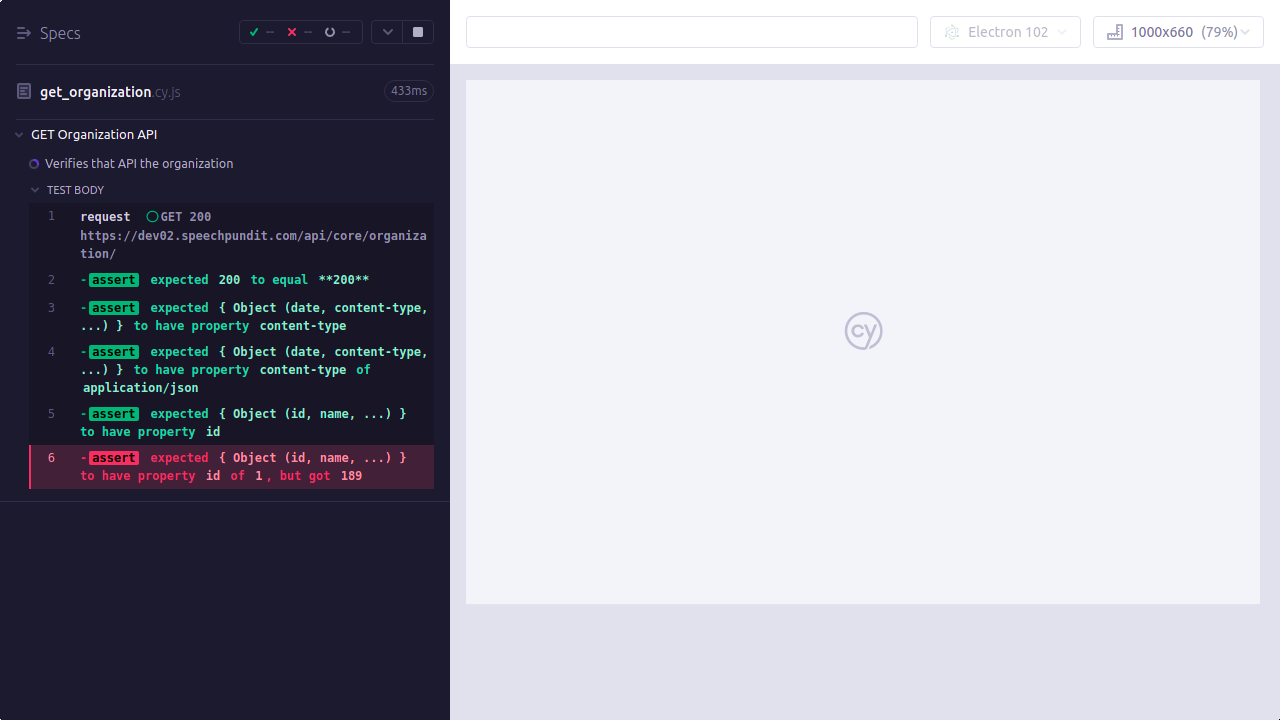 Specs
--
--
--
Electron 102
1000x660 (79%)
get_organization.cy.js
433ms
GET Organization API
Verifies that API the organization
TEST BODY
1 request GET 200
https://dev02.speechpundit.com/api/core/organiza
tion/
2 -assert expected 200 to equal **200**
3 -assert expected { Object (date, content-type,
...) } to have property content-type
4 -assert expected { Object (date, content-type,
...) } to have property content-type of
application/json
5 -assert expected { Object (id, name, ...) }
to have property id
6 -assert expected { Object (id, name, ...) }
to have property id of 1, but got 189
cy